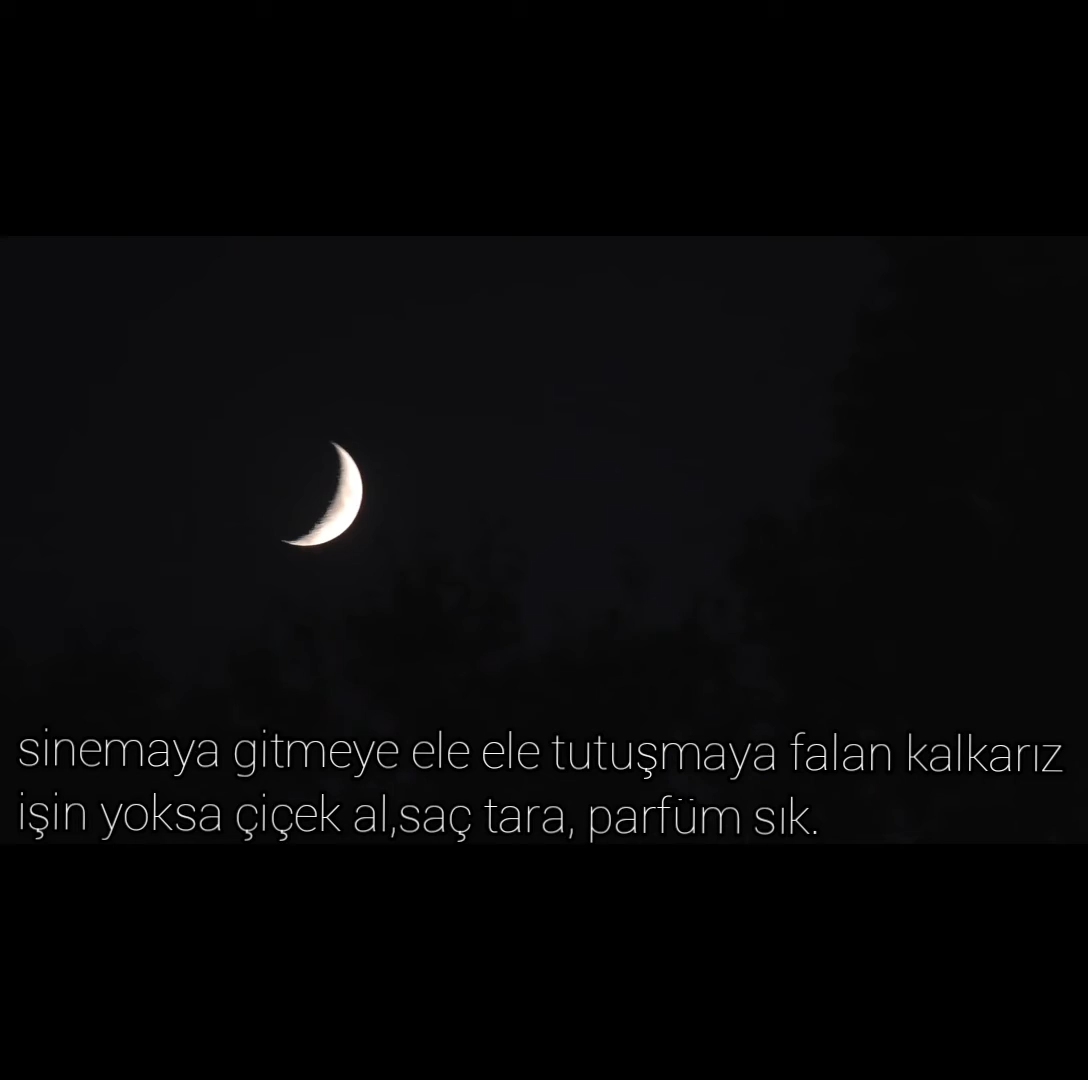 sinemaya gitmeye ele ele tutuşmaya falan kalkarız
işin yoksa çiçek al,saç tara, parfüm sık.